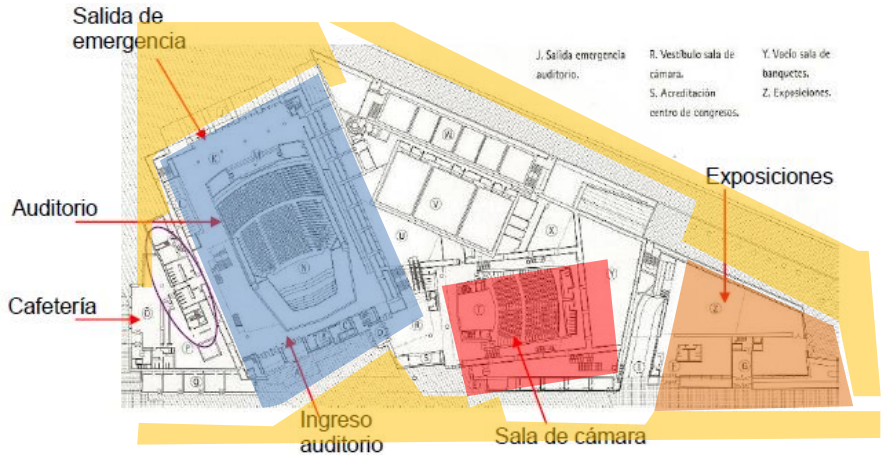 Salida de
emergencia
J. Salida emergencia
auditorio.
R. Vestíbulo sala de
cámara.
S. Acreditación
centro de congresos.
Y. Vacío sala de
banquetes.
Z. Exposiciones.
Exposiciones
Auditorio
Cafetería
Ingreso
auditorio
Sala de cámara
K
M
V
U
X
N
Y
T
Z
O
P
R
S
Q
G